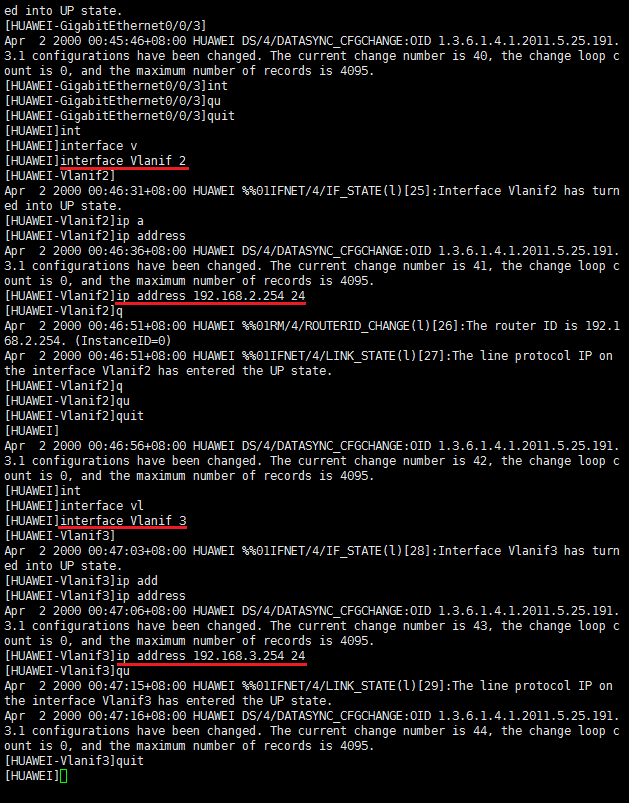 ed into UP state.
[HUAWEI-GigabitEthernet0/0/3]
Apr  2 2000 00:45:46+08:00 HUAWEI DS/4/DATASYNC_CFGCHANGE:OID 1.3.6.1.4.1.2011.5.25.191.
3.1 configurations have been changed. The current change number is 40, the change loop c
ount is 0, and the maximum number of records is 4095.
[HUAWEI-GigabitEthernet0/0/3]int
[HUAWEI-GigabitEthernet0/0/3]qu
[HUAWEI-GigabitEthernet0/0/3]quit
[HUAWEI]int
[HUAWEI]interface v
[HUAWEI]interface Vlanif 2
[HUAWEI-Vlanif2]
Apr  2 2000 00:46:31+08:00 HUAWEI %%01IFNET/4/IF_STATE(l)[25]:Interface Vlanif2 has turn
ed into UP state.
[HUAWEI-Vlanif2]ip a
[HUAWEI-Vlanif2]ip address
Apr  2 2000 00:46:36+08:00 HUAWEI DS/4/DATASYNC_CFGCHANGE:OID 1.3.6.1.4.1.2011.5.25.191.
3.1 configurations have been changed. The current change number is 41, the change loop c
ount is 0, and the maximum number of records is 4095.
[HUAWEI-Vlanif2]ip address 192.168.2.254 24
[HUAWEI-Vlanif2]q
Apr  2 2000 00:46:51+08:00 HUAWEI %%01RM/4/ROUTERID_CHANGE(l)[26]:The router ID is 192.1
68.2.254. (InstanceID=0)
Apr  2 2000 00:46:51+08:00 HUAWEI %%01IFNET/4/LINK_STATE(l)[27]:The line protocol IP on
the interface Vlanif2 has entered the UP state.
[HUAWEI-Vlanif2]q
[HUAWEI-Vlanif2]qu
[HUAWEI-Vlanif2]quit
[HUAWEI]
Apr  2 2000 00:46:56+08:00 HUAWEI DS/4/DATASYNC_CFGCHANGE:OID 1.3.6.1.4.1.2011.5.25.191.
3.1 configurations have been changed. The current change number is 42, the change loop c
ount is 0, and the maximum number of records is 4095.
[HUAWEI]int
[HUAWEI]interface vl
[HUAWEI]interface Vlanif 3
[HUAWEI-Vlanif3]
Apr  2 2000 00:47:03+08:00 HUAWEI %%01IFNET/4/IF_STATE(l)[28]:Interface Vlanif3 has turn
ed into UP state.
[HUAWEI-Vlanif3]ip add
[HUAWEI-Vlanif3]ip address
Apr  2 2000 00:47:06+08:00 HUAWEI DS/4/DATASYNC_CFGCHANGE:OID 1.3.6.1.4.1.2011.5.25.191.
3.1 configurations have been changed. The current change number is 43, the change loop c
ount is 0, and the maximum number of records is 4095.
[HUAWEI-Vlanif3]ip address 192.168.3.254 24
[HUAWEI-Vlanif3]qu
Apr  2 2000 00:47:15+08:00 HUAWEI %%01IFNET/4/LINK_STATE(l)[29]:The line protocol IP on
the interface Vlanif3 has entered the UP state.
Apr  2 2000 00:47:16+08:00 HUAWEI DS/4/DATASYNC_CFGCHANGE:OID 1.3.6.1.4.1.2011.5.25.191.
3.1 configurations have been changed. The current change number is 44, the change loop c
ount is 0, and the maximum number of records is 4095.
[HUAWEI-Vlanif3]quit
[HUAWEI]